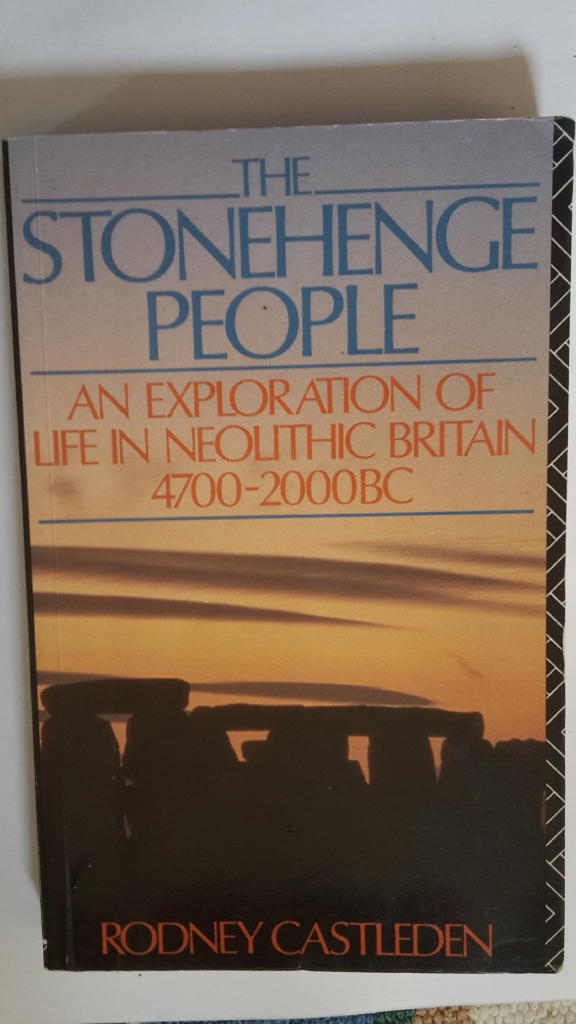 THE
STONEHENGE
PEOPLE
AN EXPLORATION OF
LIFE IN NEOLITHIC BRITAIN
4700-2000BC
RODNEY CASTLEDEN